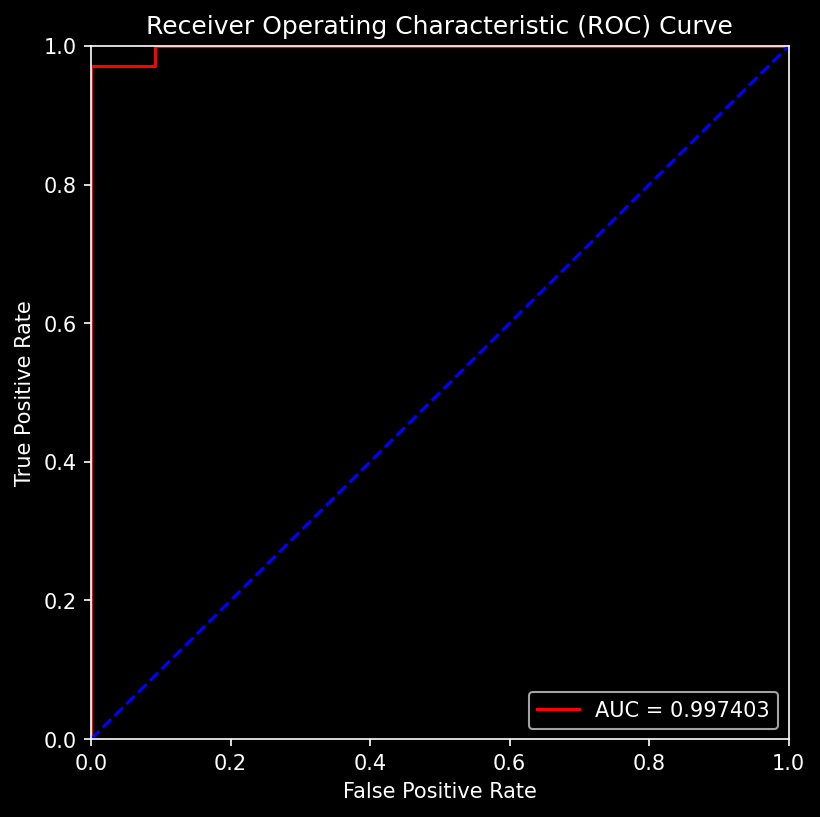 Receiver Operating Characteristic (ROC) Curve
1.0
0.8
0.6
0.4
0.2
0.0
True Positive Rate
0.0 0.2 0.4 0.6 0.8 1.0
False Positive Rate
AUC = 0.997403